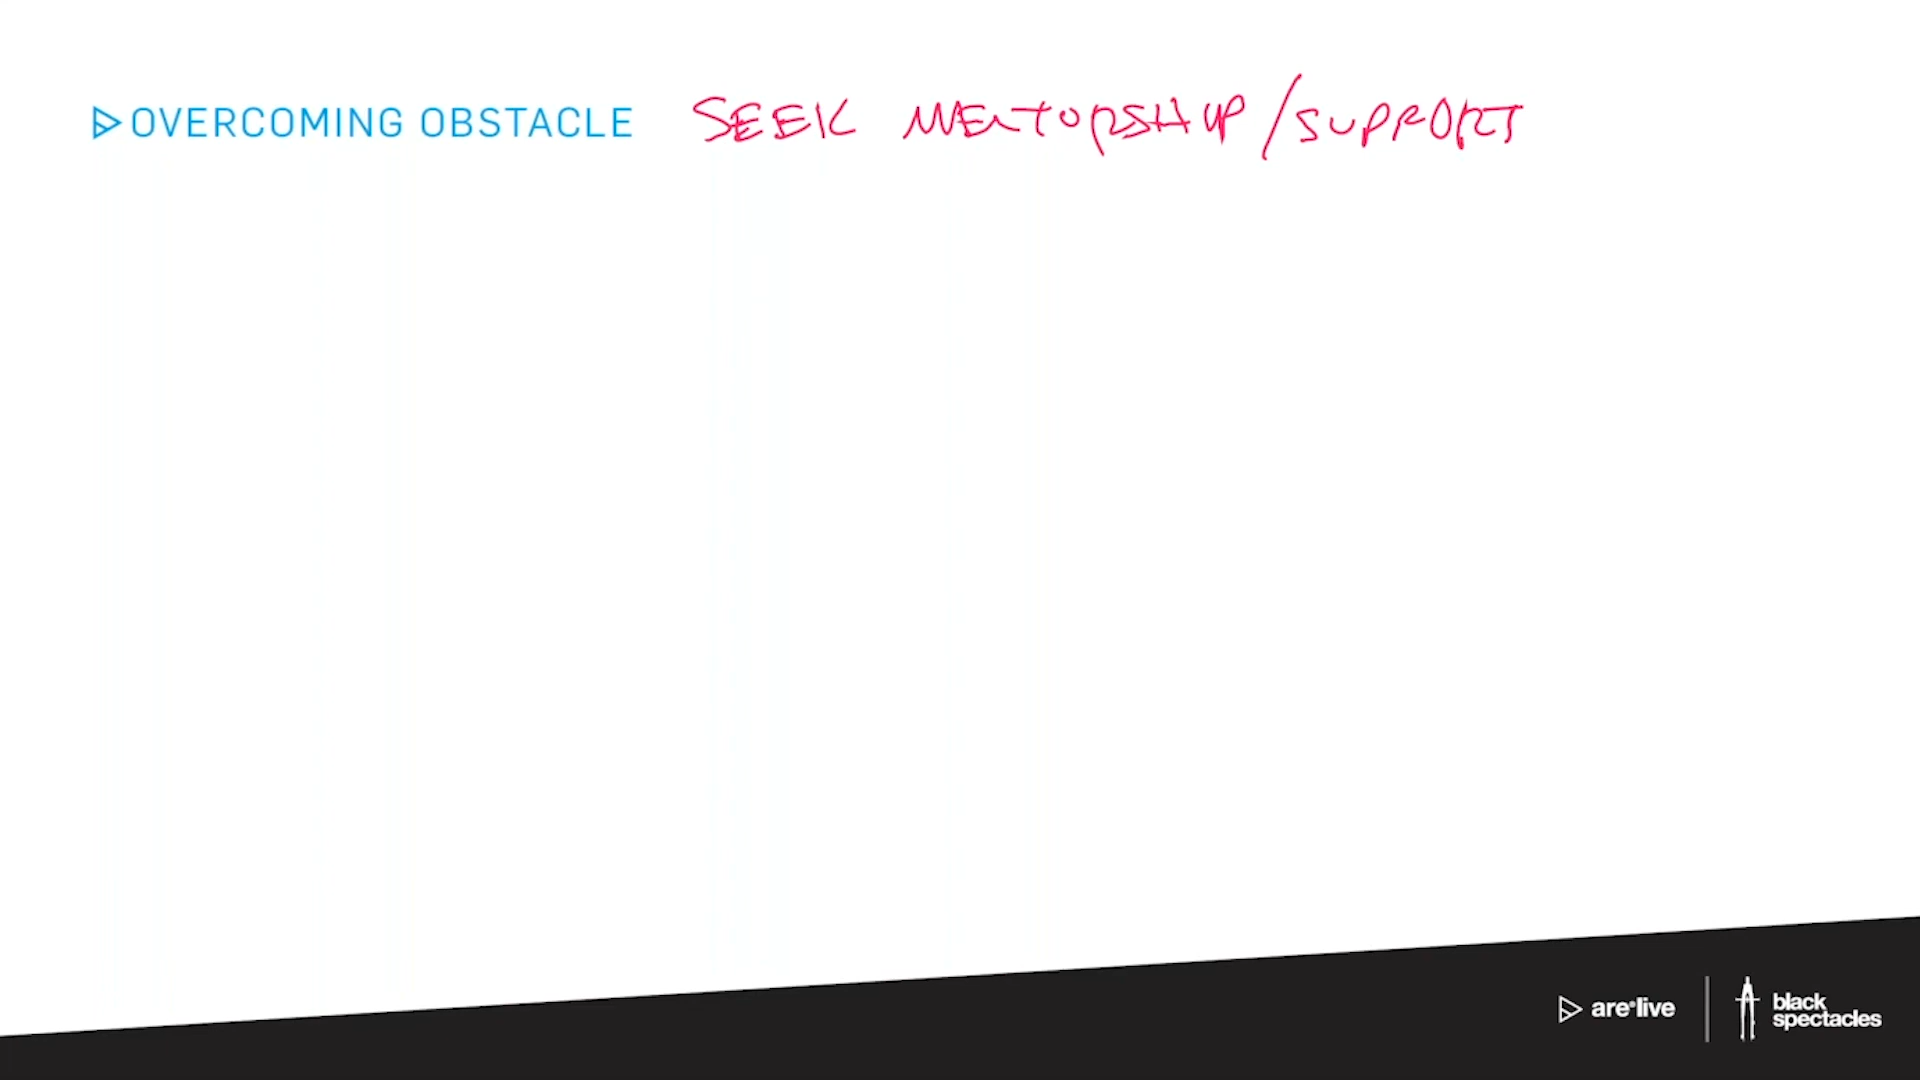 OVERCOMING OBSTACLE SEEK MENTORSHIP/SUPPORT
are®live
black
spectacles